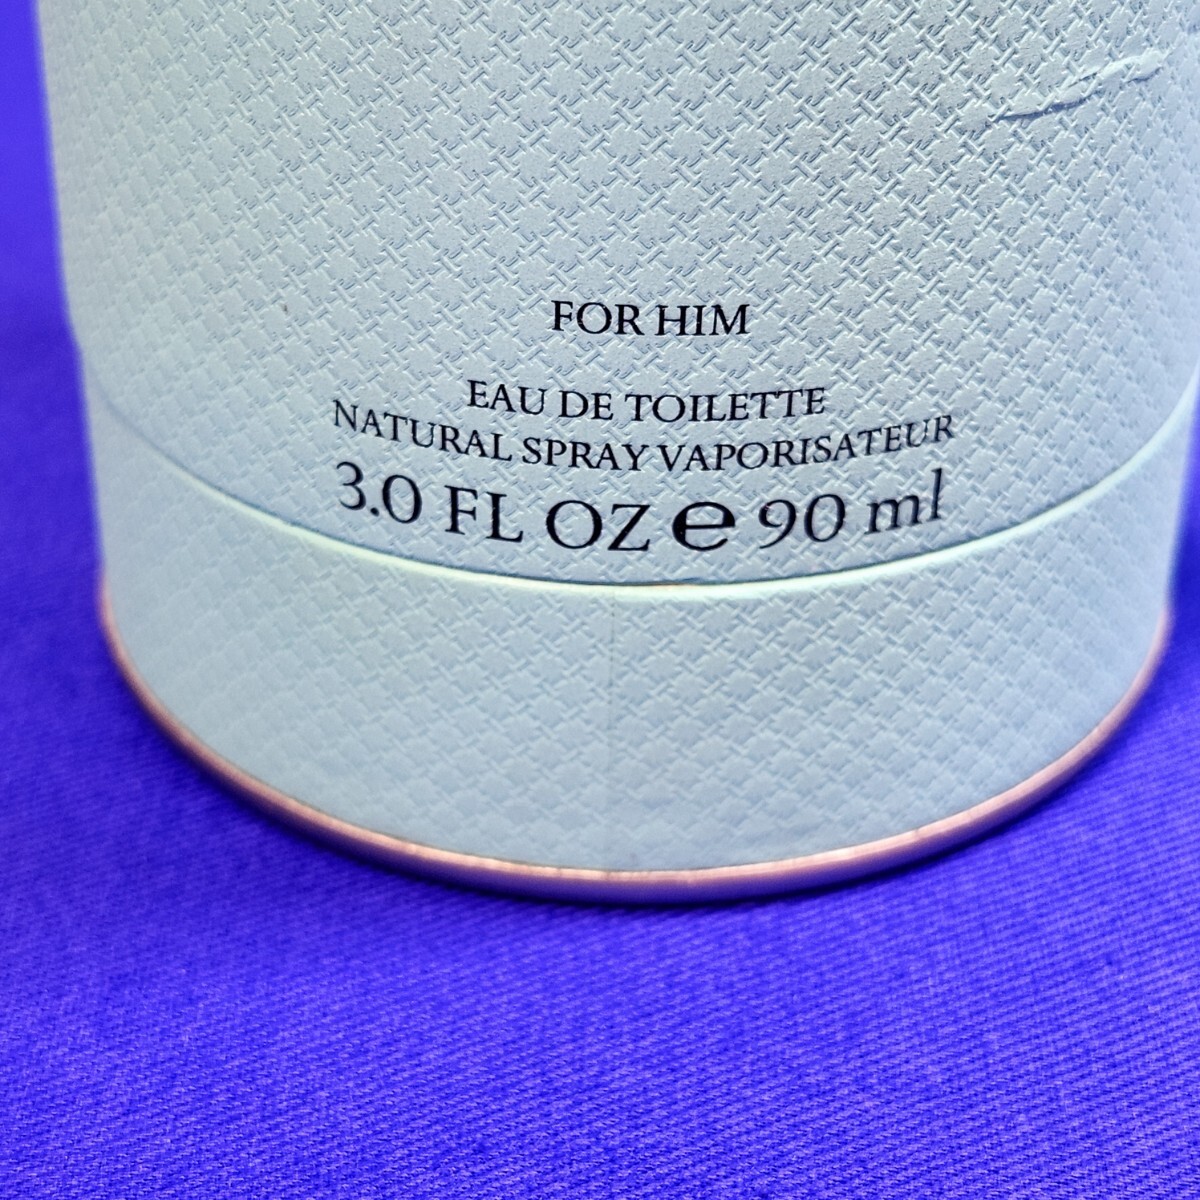 FOR HIM
EAU DE TOILETTE
NATURAL SPRAY VAPORISATEUR
3.0 FL OZ e 90 ml